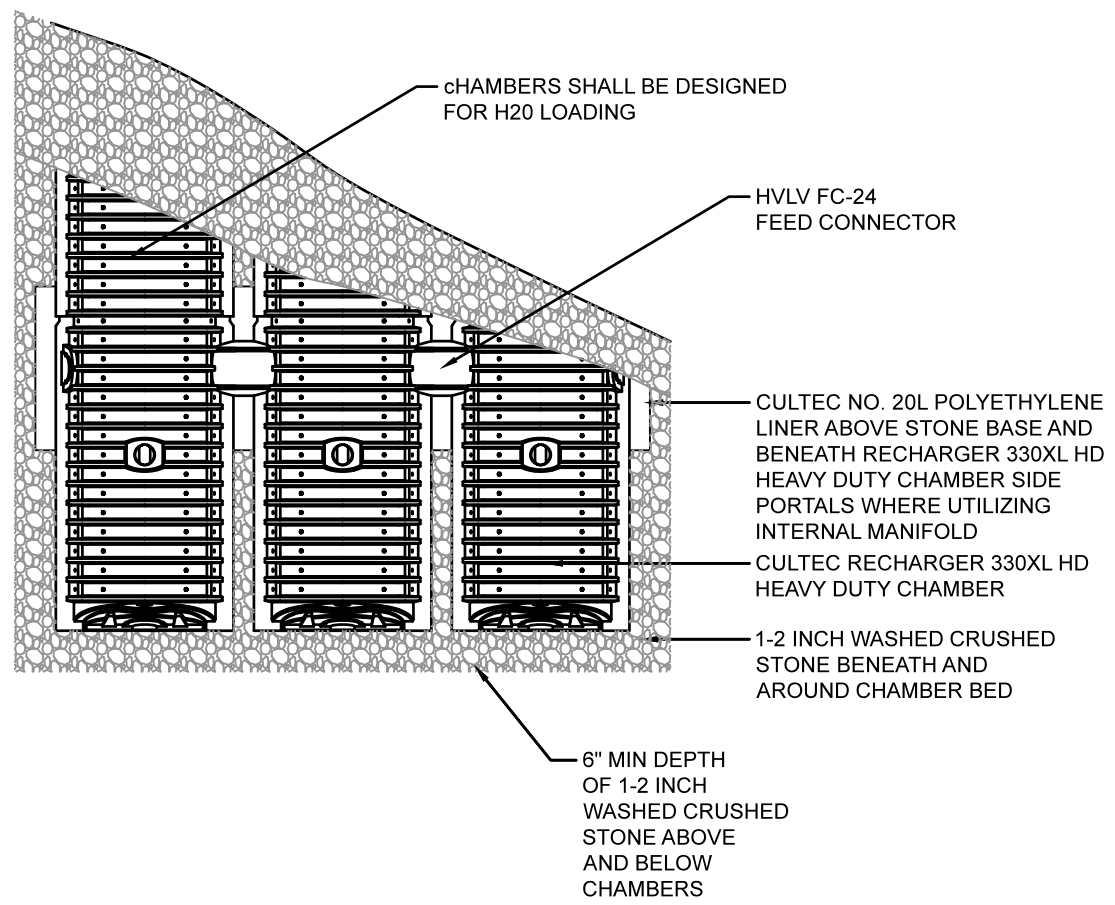 cHAMBERS SHALL BE DESIGNED
FOR H20 LOADING
HVLV FC-24
FEED CONNECTOR
CULTEC NO. 20L POLYETHYLENE
LINER ABOVE STONE BASE AND
BENEATH RECHARGER 330XL HD
HEAVY DUTY CHAMBER SIDE
PORTALS WHERE UTILIZING
INTERNAL MANIFOLD
CULTEC RECHARGER 330XL HD
HEAVY DUTY CHAMBER
1-2 INCH WASHED CRUSHED
STONE BENEATH AND
AROUND CHAMBER BED
6" MIN DEPTH
OF 1-2 INCH
WASHED CRUSHED
STONE ABOVE
AND BELOW
CHAMBERS